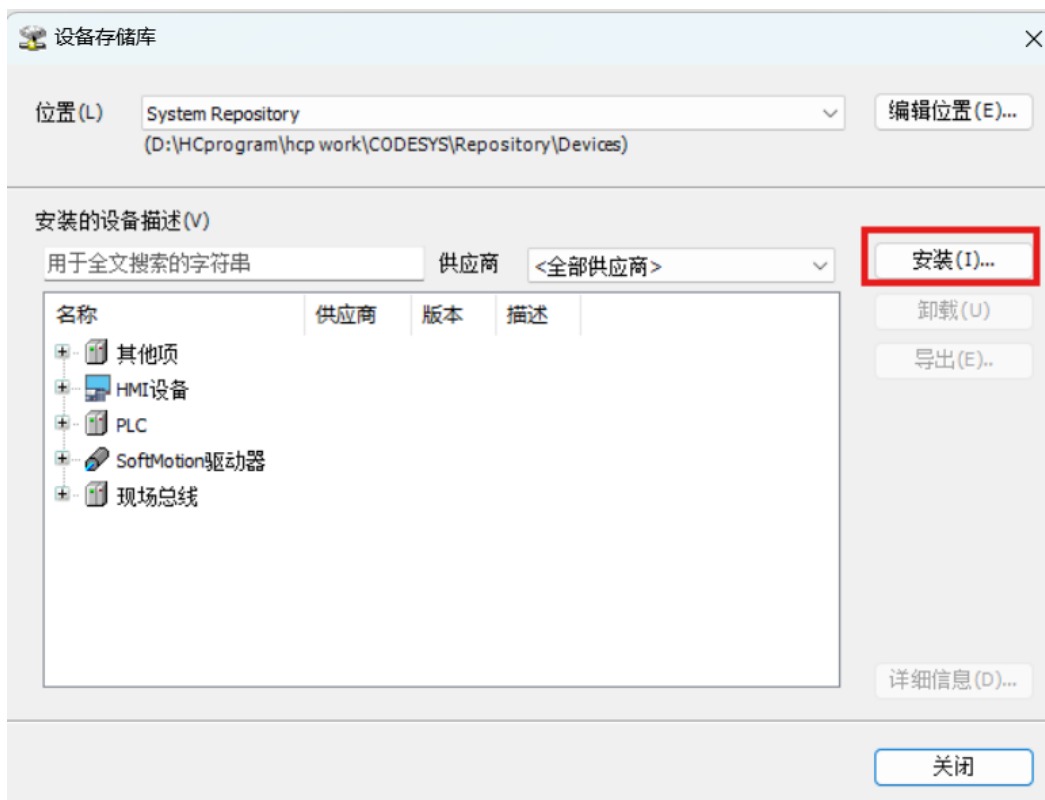 设备存储库
位置(L) System Repository 编辑位置(E)...
(D:\HCprogram\hcp work\CODESYS\Repository\Devices)
安装的设备描述(V)
用于全文搜索的字符串 供应商 <全部供应商> 安装(I)...
名称 供应商 版本 描述 卸载(U)
其他项 导出(E)..
HMI设备
PLC
SoftMotion驱动器
现场总线
详细信息(D)...
关闭